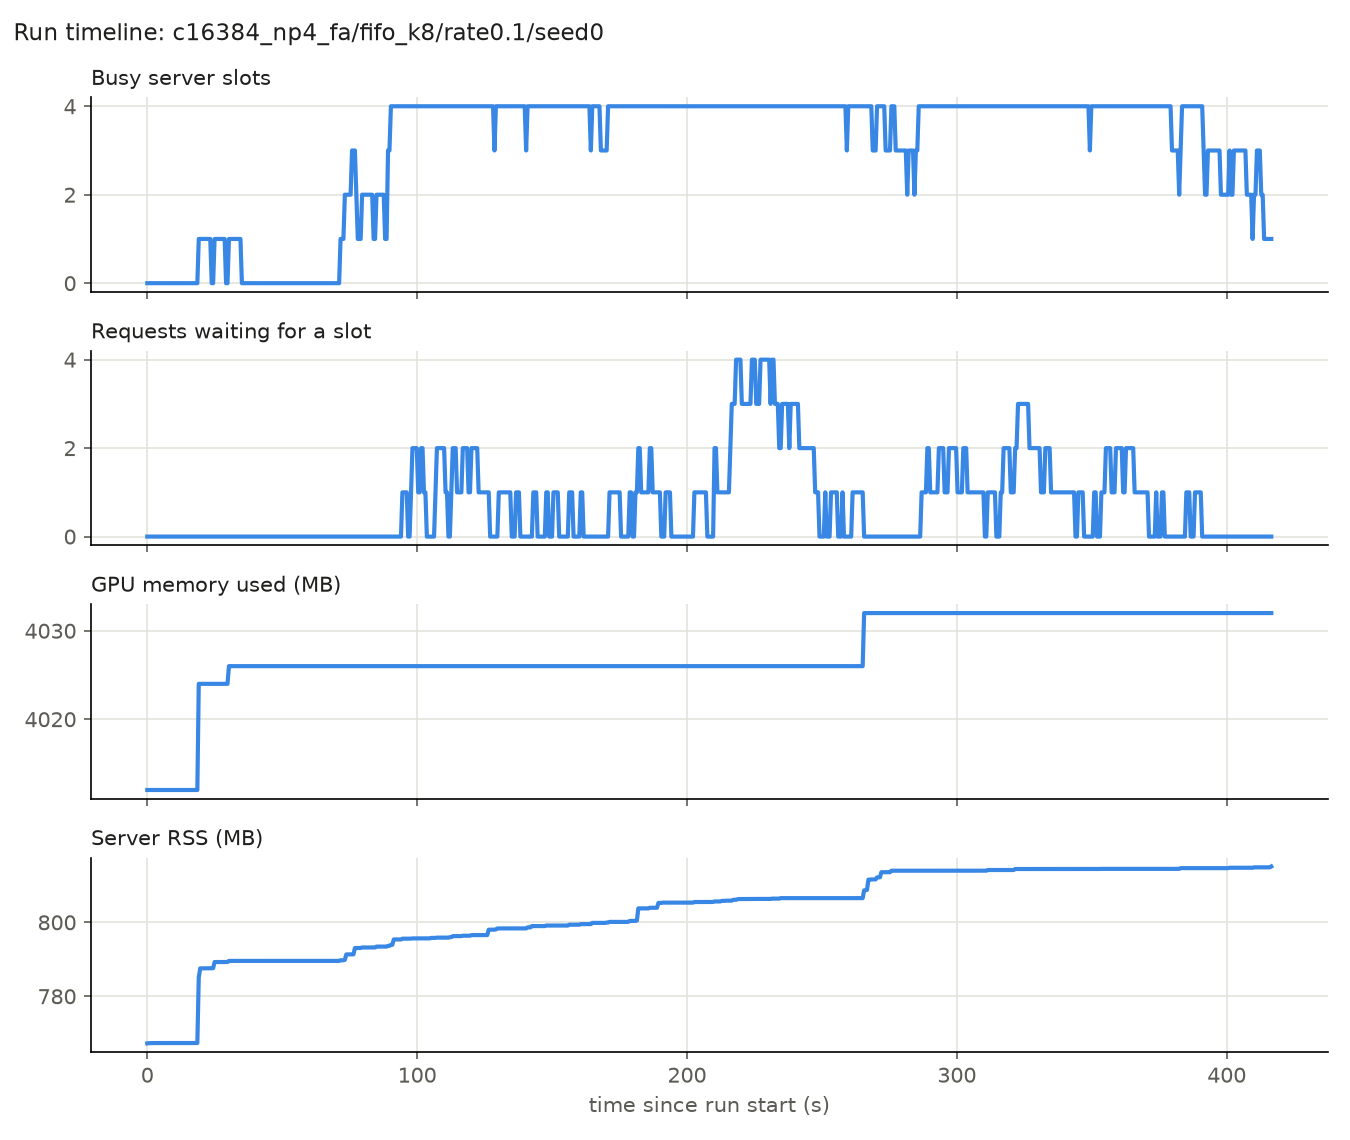 Run timeline: c16384_np4_fa/fifo_k8/rate0.1/seed0
Busy server slots
4
2
0
Requests waiting for a slot
4
2
0
GPU memory used (MB)
4030
4020
Server RSS (MB)
800
780
0 100 200 300 400
time since run start (s)